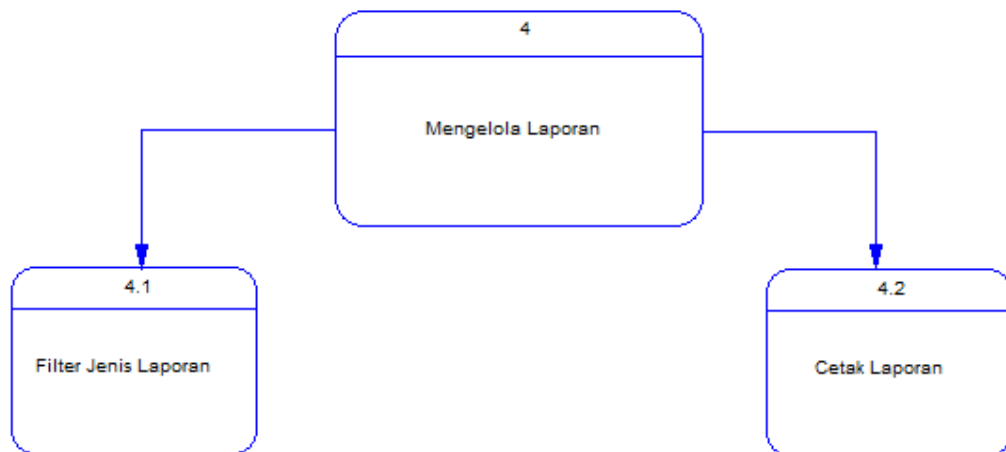 4
Mengelola Laporan
4.1
Filter Jenis Laporan
4.2
Cetak Laporan